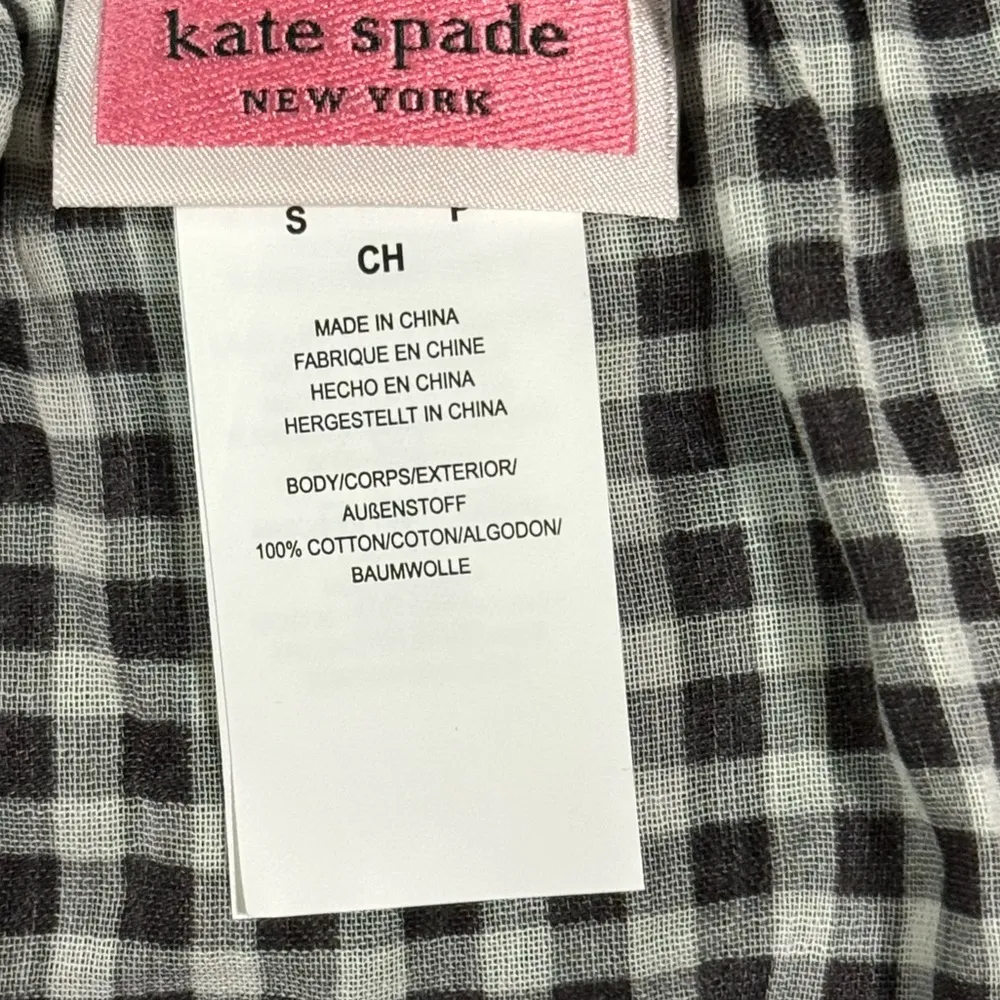 kate spade
NEW YORK
S P
CH
MADE IN CHINA
FABRIQUE EN CHINE
HECHO EN CHINA
HERGESTELLT IN CHINA
BODY/CORPS/EXTERIOR/
AUßENSTOFF
100% COTTON/COTON/ALGODON/
BAUMWOLLE